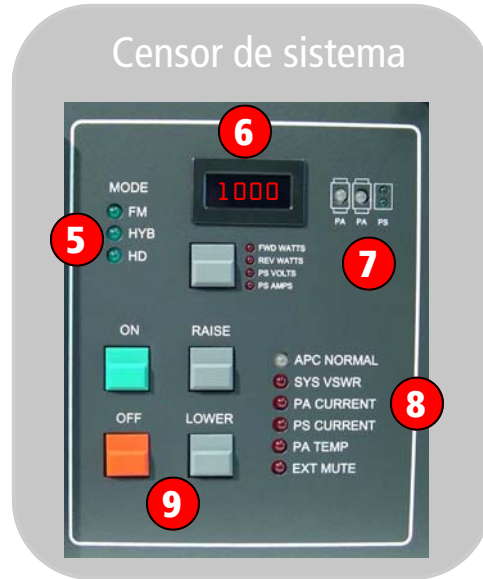 Censor de sistema
6
1000
MODE
FM
HYB
HD
5
PA PA PS
7
FWD WATTS
REV WATTS
PS VOLTS
PS AMPS
ON
RAISE
OFF
LOWER
APC NORMAL
SYS VSWR
PA CURRENT
PS CURRENT
PA TEMP
EXT MUTE
8
9